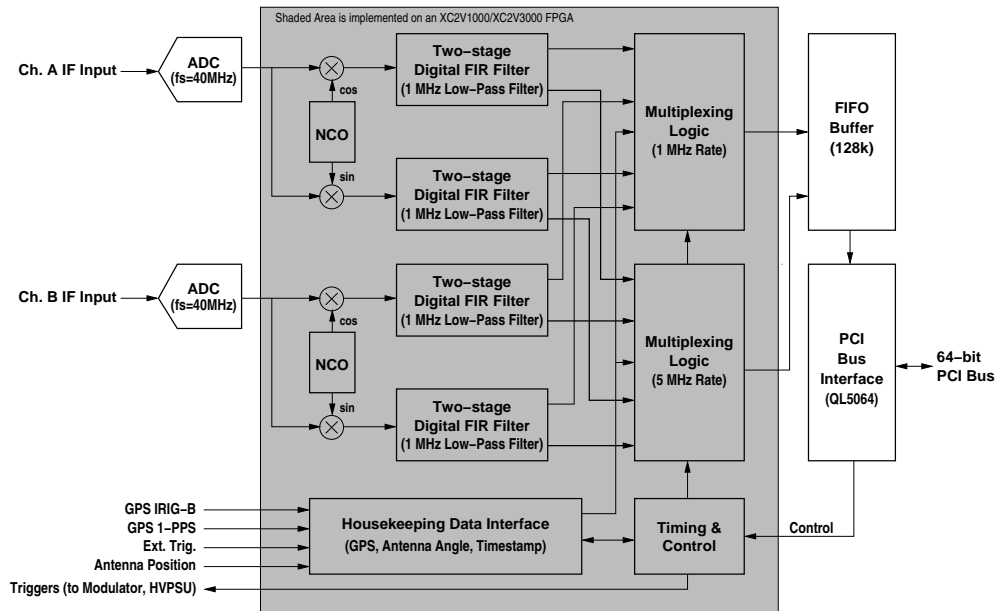 Shaded Area is implemented on an XC2V1000/XC2V3000 FPGA
Ch. A IF Input
ADC
(fs=40MHz)
cos
NCO
sin
Two−stage
Digital FIR Filter
(1 MHz Low−Pass Filter)
Two−stage
Digital FIR Filter
(1 MHz Low−Pass Filter)
Multiplexing
Logic
(1 MHz Rate)
FIFO
Buffer
(128k)
Ch. B IF Input
ADC
(fs=40MHz)
cos
NCO
sin
Two−stage
Digital FIR Filter
(1 MHz Low−Pass Filter)
Two−stage
Digital FIR Filter
(1 MHz Low−Pass Filter)
Multiplexing
Logic
(5 MHz Rate)
PCI
Bus
Interface
(QL5064)
64−bit
PCI Bus
GPS IRIG−B
GPS 1−PPS
Ext. Trig.
Antenna Position
Triggers (to Modulator, HVPSU)
Housekeeping Data Interface
(GPS, Antenna Angle, Timestamp)
Timing &
Control
Control